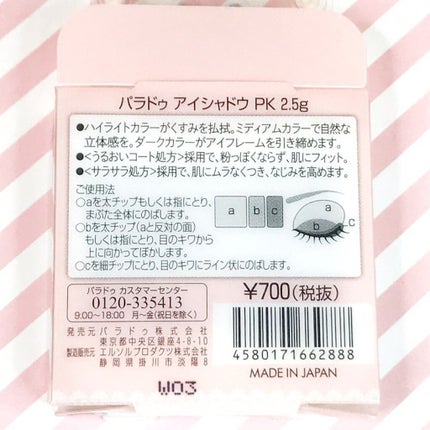 パラドゥ アイシャドウ PK 2.5g
●ハイライトカラーがくすみを払拭。ミディアムカラーで自然な
立体感を。ダークカラーがアイフレームを引き締めます。
●<うるおいコート処方>採用で、粉っぽくならず、肌にフィット。
●<サラサラ処方>採用で、肌にムラなくつき、なじみを高めます。
ご使用法
○aを太チップもしくは指にとり、
まぶた全体にのばします。
○bを太チップ(aと反対の面)
もしくは指にとり、目のキワから
上に向かってぼかします。
○cを細チップにとり、目のキワにライン状にのばします。
a b c
a
b
c
パラドゥ カスタマーセンター
0120-335413
9:00~18:00 月~金(祝日を除く)
¥700(税抜)
発売元 パラドゥ株式会社
東京都中央区銀座4-8-10
製造販売元 エルソルプロダクツ株式会社
静岡県掛川市淡陽8
4580171662888
MADE IN JAPAN
W03